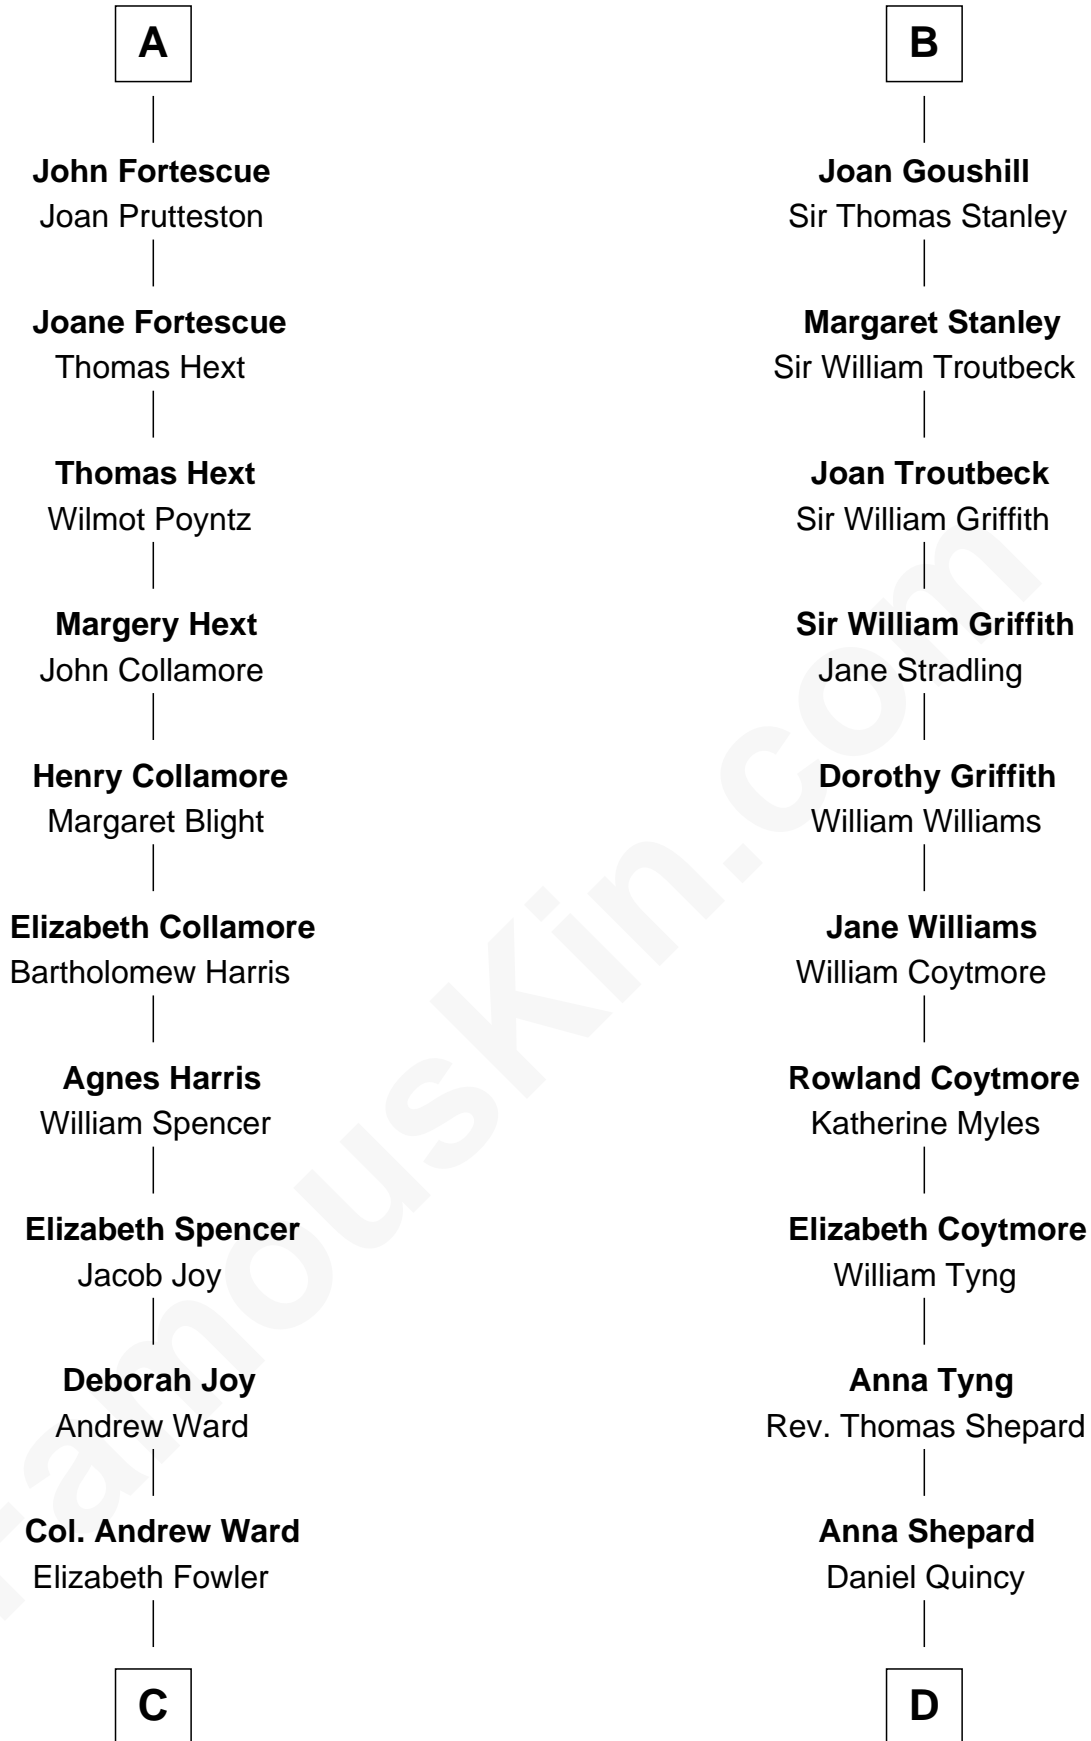 A
John Fortescue
Joan Prutteston
Joane Fortescue
Thomas Hext
Thomas Hext
Wilmot Poyntz
Margery Hext
John Collamore
Henry Collamore
Margaret Blight
Elizabeth Collamore
Bartholomew Harris
Agnes Harris
William Spencer
Elizabeth Spencer
Jacob Joy
Deborah Joy
Andrew Ward
Col. Andrew Ward
Elizabeth Fowler
C
B
Joan Goushill
Sir Thomas Stanley
Margaret Stanley
Sir William Troutbeck
Joan Troutbeck
Sir William Griffith
Sir William Griffith
Jane Stradling
Dorothy Griffith
William Williams
Jane Williams
William Coytmore
Rowland Coytmore
Katherine Myles
Elizabeth Coytmore
William Tyng
Anna Tyng
Rev. Thomas Shepard
Anna Shepard
Daniel Quincy
D
FamousKin.com